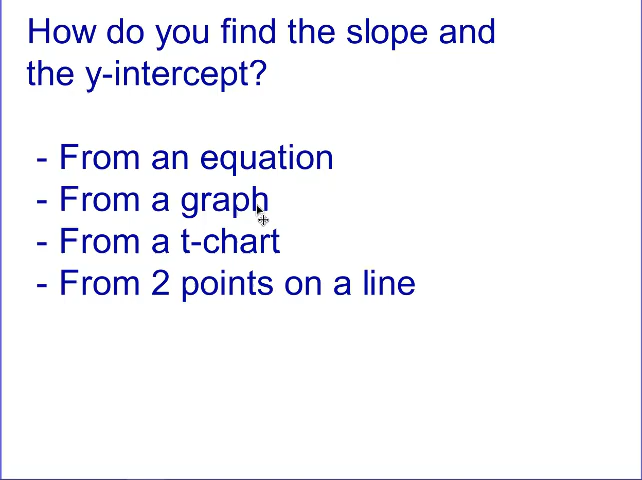 How do you find the slope and
the y-intercept?
- From an equation
- From a graph
- From a t-chart
- From 2 points on a line